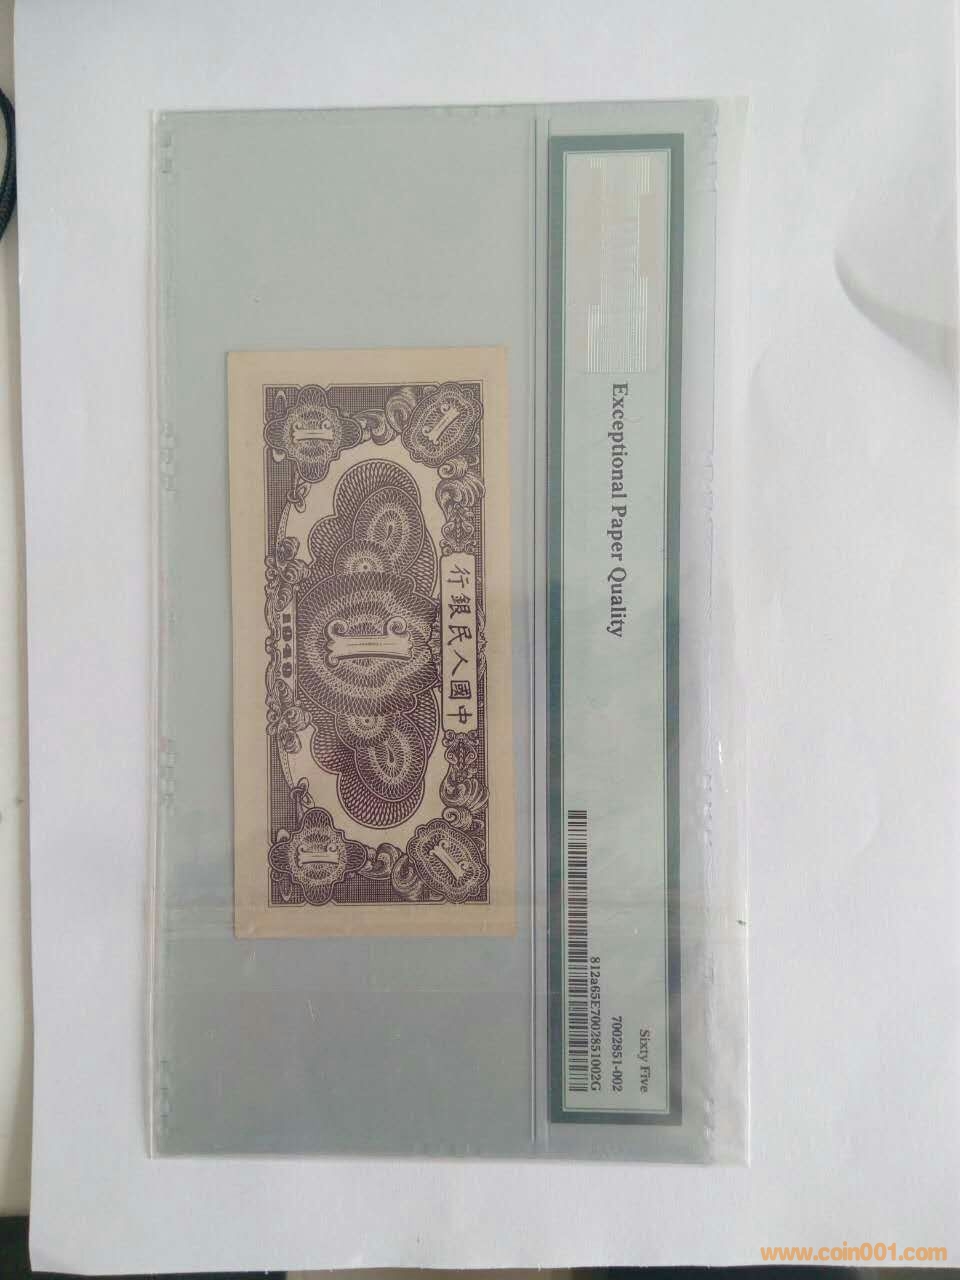 Exceptional Paper Quality
Sixty Five
7002851-002
812a65E7002851002G
中國人民銀行
1949
www.coin001.com